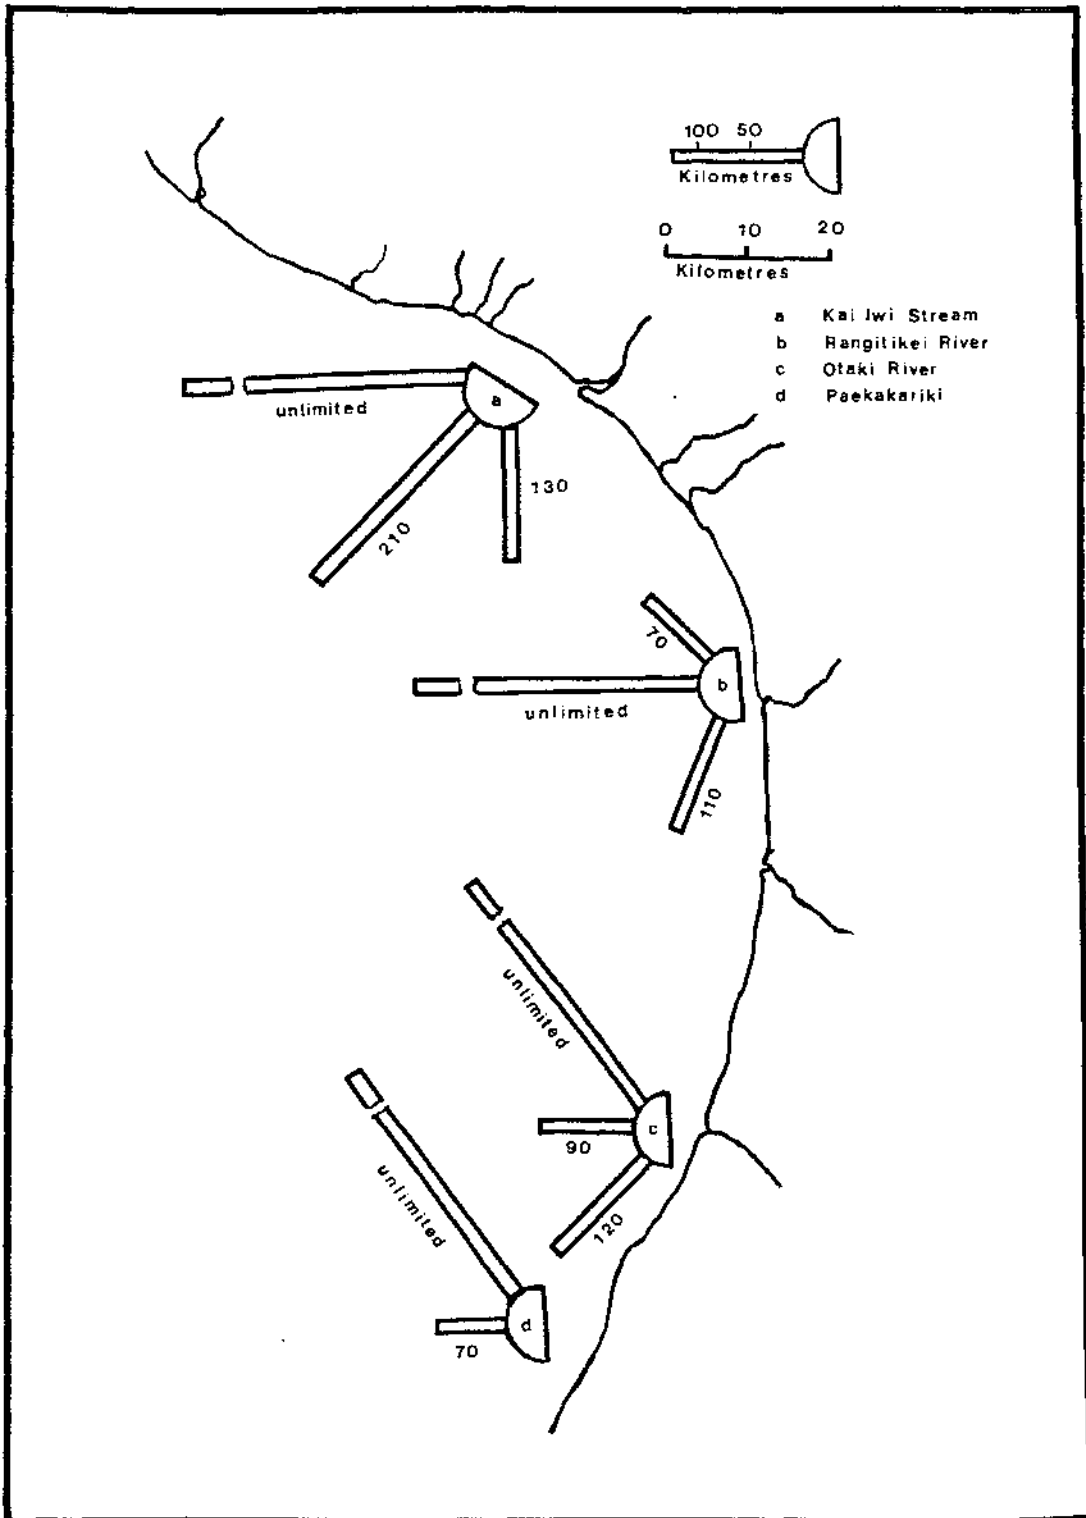 100 50
Kilometres
0 10 20
Kilometres
a Kai Iwi Stream
b Rangitikei River
c Otaki River
d Paekakariki
a
unlimited
130
210
70
b
unlimited
110
unlimited
c
90
120
unlimited
d
70